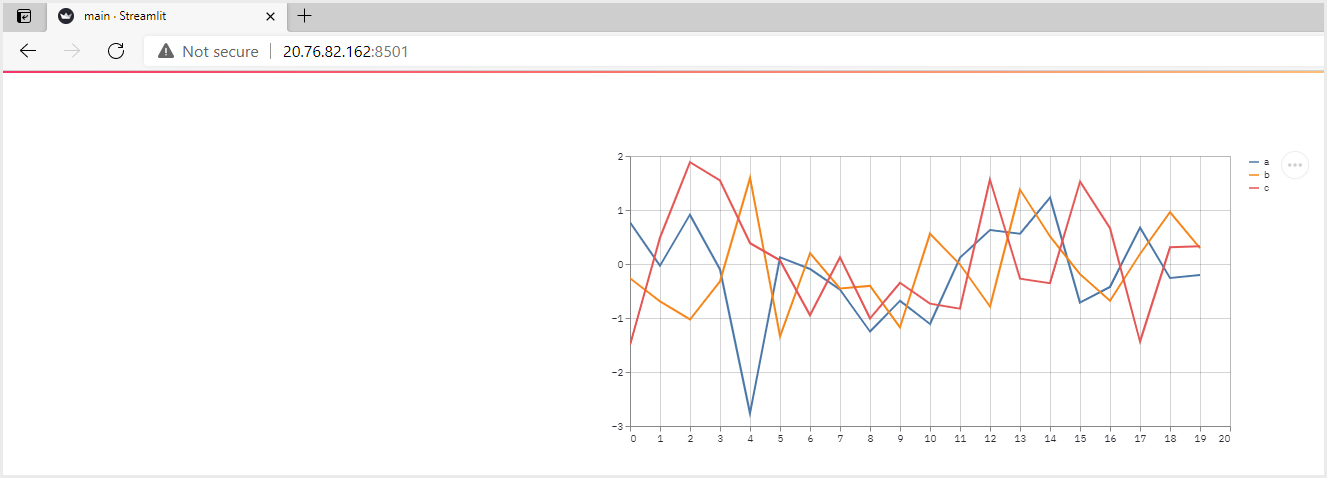 main · Streamlit
Not secure | 20.76.82.162:8501
2
1
0
−1
−2
−3
0 1 2 3 4 5 6 7 8 9 10 11 12 13 14 15 16 17 18 19 20
a
b
c